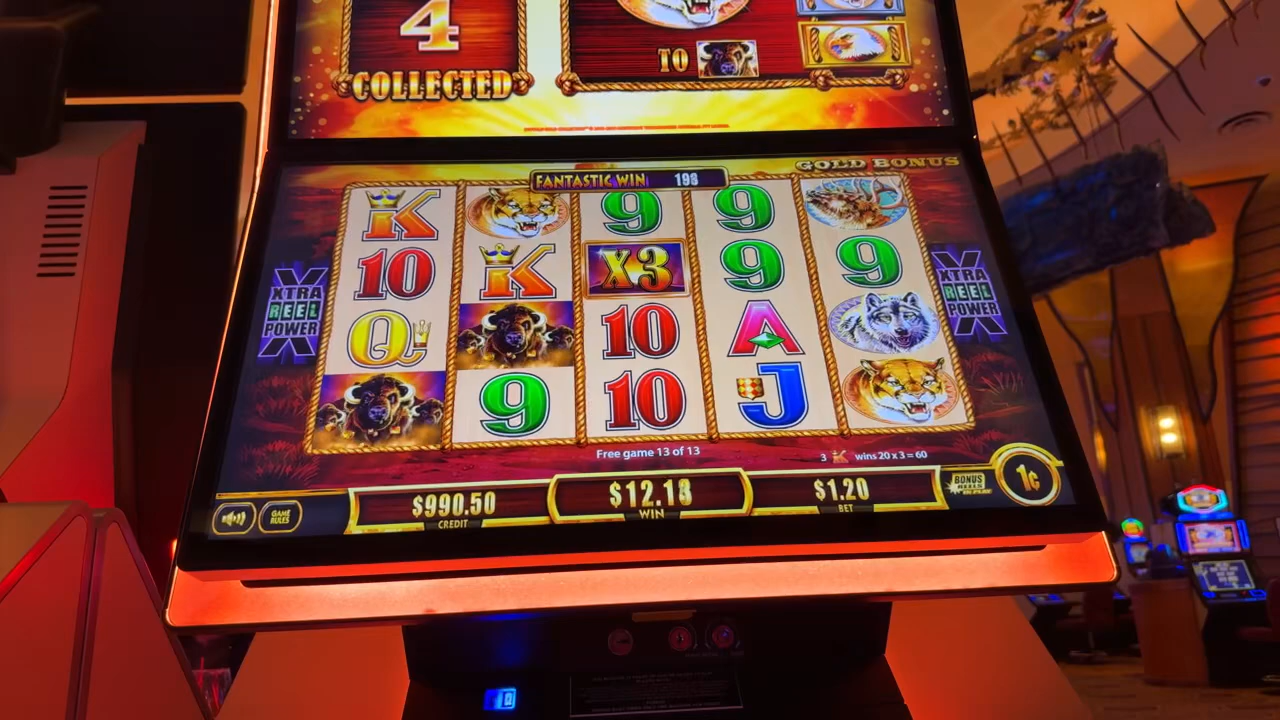 4
COLLECTED
TO
GOLD BONUS
FANTASTIC WIN 198
K 9 9
10 K X3 9 9
Q 10 A
9 10 J
XTRA
REEL
POWER
X
XTRA
REEL
POWER
X
Free game 13 of 13
3 K wins 20 x 3 = 60
$990.50
CREDIT
$12.18
WIN
$1.20
BET
GAME
RULES
BONUS
REELS
IN PLAY
1¢